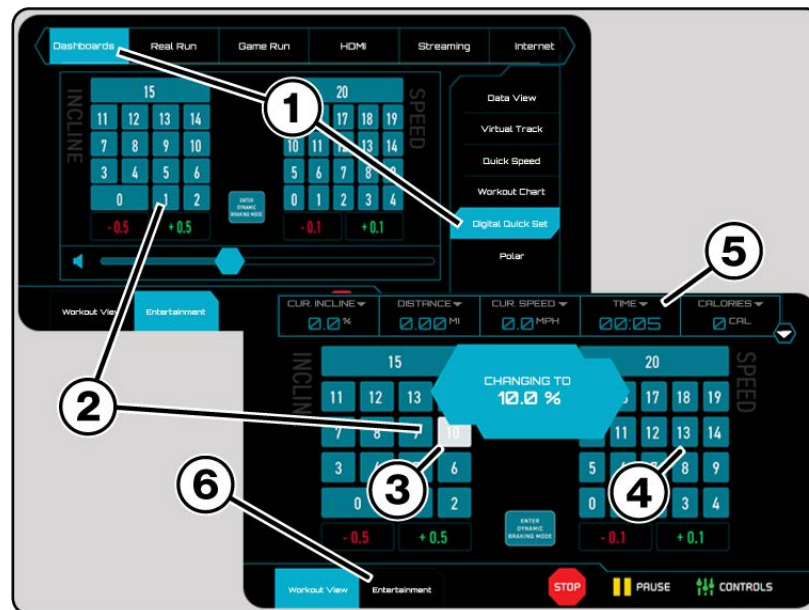 Dashboards Real Run Game Run HDMI Streaming Internet
INCLINE
15
11 12 13 14
7 8 9 10
3 4 5 6
0 1 2
- 0.5 + 0.5
ENTER
DYNAMIC
BRAKING MODE
20
17 18 19
10 11 12 13 14
5 6 7 8
0 1 2 3 4
- 0.1 + 0.1
SPEED
Data View
Virtual Track
Quick Speed
Workout Chart
Digital Quick Set
Polar
1
2
Workout View Entertainment
5
CUR. INCLINE DISTANCE CUR. SPEED TIME CALORIES
0.0 % 0.00 MI 0.0 MPH 00:05 0 CAL
15
11 12 13
7 8 9 10
3 6
0 2
- 0.5 + 0.5
CHANGING TO
10.0 %
20
17 18 19
11 12 13 14
5 8 9
0 3 4
- 0.1 + 0.1
SPEED
3
4
6
ENTER
DYNAMIC
BRAKING MODE
Workout View Entertainment STOP PAUSE CONTROLS